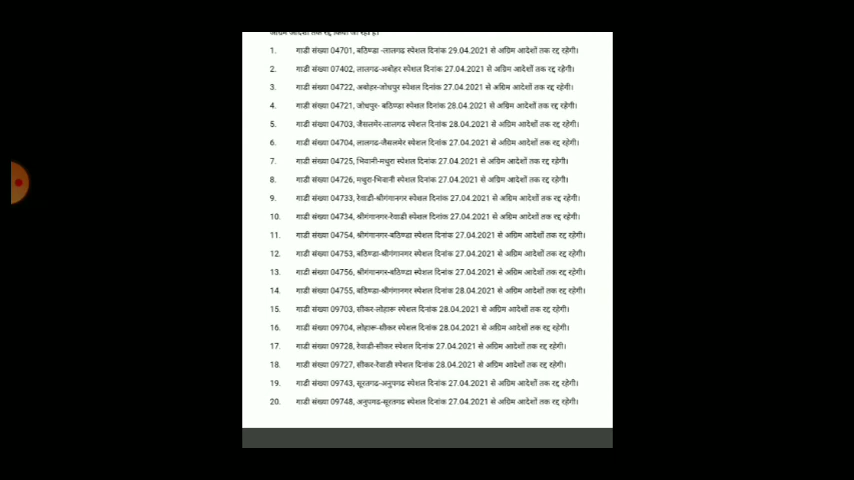 अग्रिम आदेशों तक रद्द किया जा रहा है।
1. गाडी संख्या 04701, बठिण्डा -लालगढ स्पेशल दिनांक 29.04.2021 से अग्रिम आदेशों तक रद्द रहेगी।
2. गाडी संख्या 07402, लालगढ-अबोहर स्पेशल दिनांक 27.04.2021 से अग्रिम आदेशों तक रद्द रहेगी।
3. गाडी संख्या 04722, अबोहर-जोधपुर स्पेशल दिनांक 27.04.2021 से अग्रिम आदेशों तक रद्द रहेगी।
4. गाडी संख्या 04721, जोधपुर- बठिण्डा स्पेशल दिनांक 28.04.2021 से अग्रिम आदेशों तक रद्द रहेगी।
5. गाडी संख्या 04703, जैसलमेर-लालगढ स्पेशल दिनांक 28.04.2021 से अग्रिम आदेशों तक रद्द रहेगी।
6. गाडी संख्या 04704, लालगढ-जैसलमेर स्पेशल दिनांक 27.04.2021 से अग्रिम आदेशों तक रद्द रहेगी।
7. गाडी संख्या 04725, भिवानी-मथुरा स्पेशल दिनांक 27.04.2021 से अग्रिम आदेशों तक रद्द रहेगी।
8. गाडी संख्या 04726, मथुरा-भिवानी स्पेशल दिनांक 27.04.2021 से अग्रिम आदेशों तक रद्द रहेगी।
9. गाडी संख्या 04733, रेवाडी-श्रीगंगानगर स्पेशल दिनांक 27.04.2021 से अग्रिम आदेशों तक रद्द रहेगी।
10. गाडी संख्या 04734, श्रीगंगानगर-रेवाडी स्पेशल दिनांक 27.04.2021 से अग्रिम आदेशों तक रद्द रहेगी।
11. गाडी संख्या 04754, श्रीगंगानगर-बठिण्डा स्पेशल दिनांक 27.04.2021 से अग्रिम आदेशों तक रद्द रहेगी।
12. गाडी संख्या 04753, बठिण्डा-श्रीगंगानगर स्पेशल दिनांक 27.04.2021 से अग्रिम आदेशों तक रद्द रहेगी।
13. गाडी संख्या 04756, श्रीगंगानगर-बठिण्डा स्पेशल दिनांक 27.04.2021 से अग्रिम आदेशों तक रद्द रहेगी।
14. गाडी संख्या 04755, बठिण्डा-श्रीगंगानगर स्पेशल दिनांक 28.04.2021 से अग्रिम आदेशों तक रद्द रहेगी।
15. गाडी संख्या 09703, सीकर-लोहारू स्पेशल दिनांक 28.04.2021 से अग्रिम आदेशों तक रद्द रहेगी।
16. गाडी संख्या 09704, लोहारू-सीकर स्पेशल दिनांक 28.04.2021 से अग्रिम आदेशों तक रद्द रहेगी।
17. गाडी संख्या 09728, रेवाडी-सीकर स्पेशल दिनांक 27.04.2021 से अग्रिम आदेशों तक रद्द रहेगी।
18. गाडी संख्या 09727, सीकर-रेवाडी स्पेशल दिनांक 28.04.2021 से अग्रिम आदेशों तक रद्द रहेगी।
19. गाडी संख्या 09743, सूरतगढ-अनुपगढ स्पेशल दिनांक 27.04.2021 से अग्रिम आदेशों तक रद्द रहेगी।
20. गाडी संख्या 09748, अनुपगढ-सूरतगढ स्पेशल दिनांक 27.04.2021 से अग्रिम आदेशों तक रद्द रहेगी।